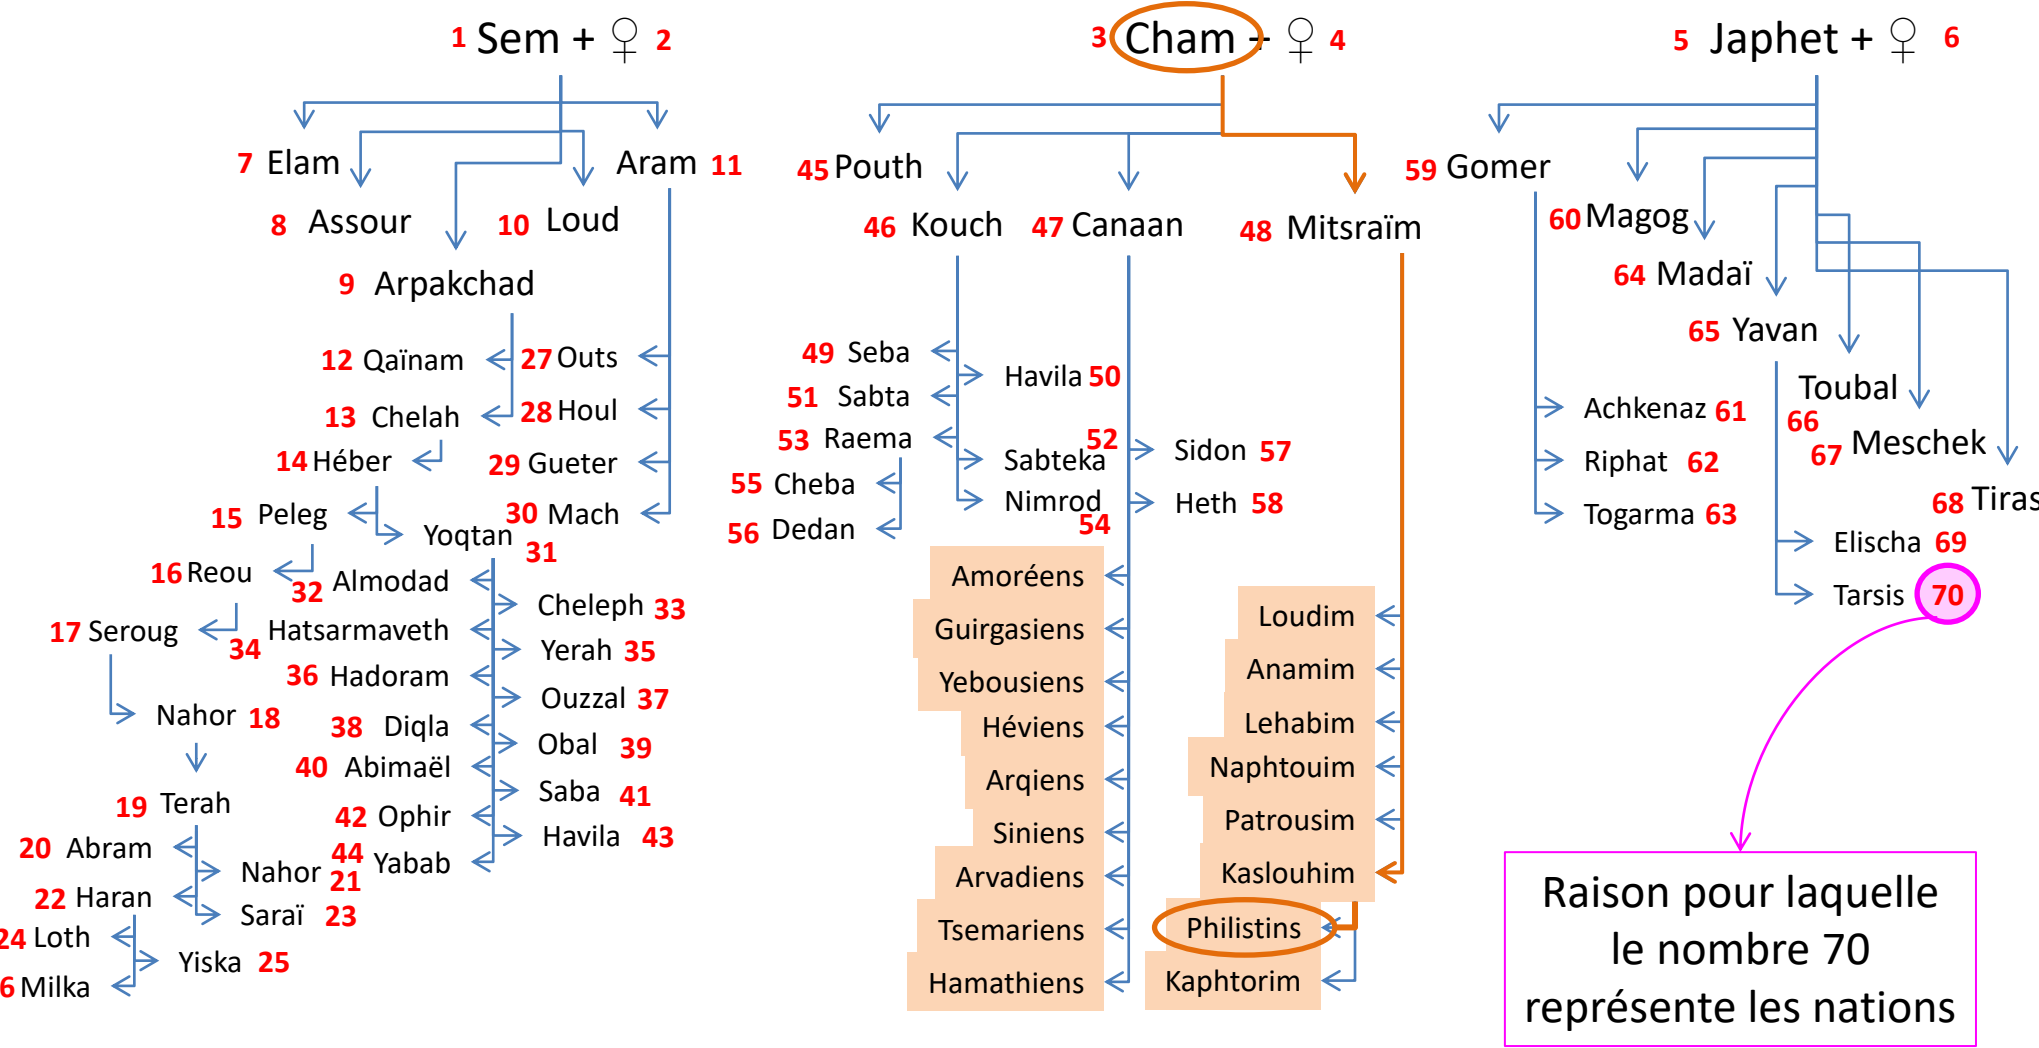 1 Sem + ♀ 2
3 Cham + ♀ 4
5 Japhet + ♀ 6
7 Elam
Aram 11
8 Assour
10 Loud
9 Arpakchad
12 Qaïnam
27 Outs
13 Chelah
28 Houl
14 Héber
29 Gueter
15 Peleg
30 Mach
Yoqtan 31
16 Reou
32 Almodad
Cheleph 33
17 Seroug
34 Hatsarmaveth
Yerah 35
36 Hadoram
Ouzzal 37
Nahor 18
38 Diqla
Obal 39
40 Abimaël
Saba 41
19 Terah
42 Ophir
Havila 43
20 Abram
44 Yabab
Nahor 21
22 Haran
Saraï 23
24 Loth
Yiska 25
6 Milka
45 Pouth
46 Kouch
47 Canaan
48 Mitsraïm
49 Seba
Havila 50
51 Sabta
53 Raema
52 Sabteka
55 Cheba
Nimrod 54
56 Dedan
Sidon 57
Heth 58
Amoréens
Guirgasiens
Yebousiens
Héviens
Arqiens
Siniens
Arvadiens
Tsemariens
Hamathiens
Loudim
Anamim
Lehabim
Naphtouim
Patrousim
Kaslouhim
Philistins
Kaphtorim
59 Gomer
60 Magog
64 Madaï
65 Yavan
66 Toubal
67 Meschek
68 Tiras
Achkenaz 61
Riphat 62
Togarma 63
Elischa 69
Tarsis 70
Raison pour laquelle
le nombre 70
représente les nations